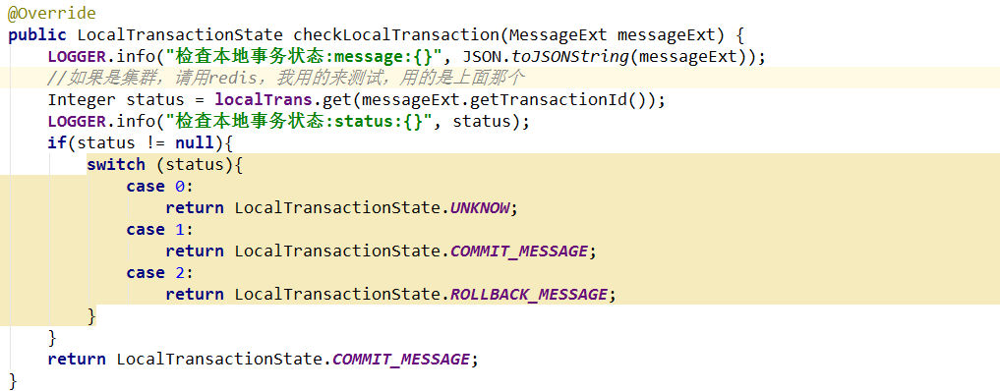 @Override
public LocalTransactionState checkLocalTransaction(MessageExt messageExt) {
    LOGGER.info("检查本地事务状态:message:{}", JSON.toJSONString(messageExt));
    //如果是集群，请用redis，我用的来测试，用的是上面那个
    Integer status = localTrans.get(messageExt.getTransactionId());
    LOGGER.info("检查本地事务状态:status:{}", status);
    if(status != null){
        switch (status){
            case 0:
                return LocalTransactionState.UNKNOW;
            case 1:
                return LocalTransactionState.COMMIT_MESSAGE;
            case 2:
                return LocalTransactionState.ROLLBACK_MESSAGE;
        }
    }
    return LocalTransactionState.COMMIT_MESSAGE;
}